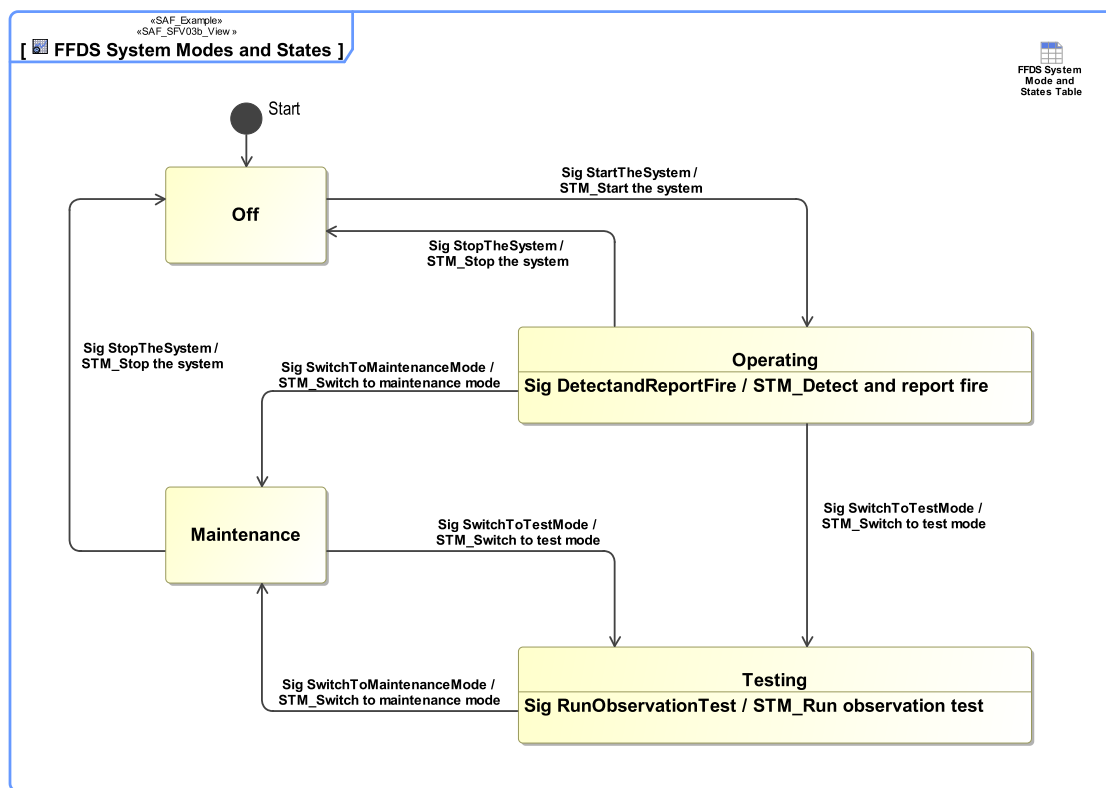 «SAF_Example»
«SAF_SFV03b_View »
[ FFDS System Modes and States ]
FFDS System
Mode and
States Table
Start
Off
Sig StartTheSystem /
STM_Start the system
Sig StopTheSystem /
STM_Stop the system
Sig StopTheSystem /
STM_Stop the system
Sig SwitchToMaintenanceMode /
STM_Switch to maintenance mode
Operating
Sig DetectandReportFire / STM_Detect and report fire
Maintenance
Sig SwitchToTestMode /
STM_Switch to test mode
Sig SwitchToTestMode /
STM_Switch to test mode
Sig SwitchToMaintenanceMode /
STM_Switch to maintenance mode
Testing
Sig RunObservationTest / STM_Run observation test